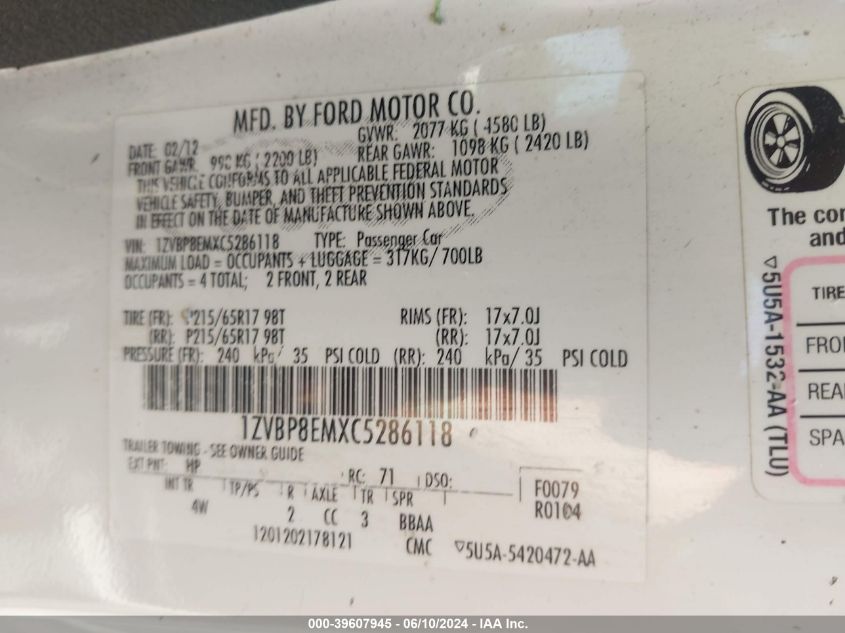 MFD. BY FORD MOTOR CO.
DATE: 02/12 GVWR: 2077 KG ( 4580 LB)
FRONT GAWR: KG ( 2200 LB) REAR GAWR: 1098 KG ( 2420 LB)
THIS VEHICLE CONFORMS TO ALL APPLICABLE FEDERAL MOTOR
VEHICLE SAFETY, BUMPER, AND THEFT PREVENTION STANDARDS
IN EFFECT ON THE DATE OF MANUFACTURE SHOWN ABOVE.
VIN: 1ZVBP8EMXC5286118 TYPE: Passenger Car
MAXIMUM LOAD = OCCUPANTS + LUGGAGE = 317KG/ 700LB
OCCUPANTS = 4 TOTAL; 2 FRONT, 2 REAR
TIRE (FR): P215/65R17 98T RIMS (FR): 17x7.0J
(RR): P215/65R17 98T (RR): 17x7.0J
PRESSURE (FR): 240 kPa/ 35 PSI COLD (RR): 240 kPa/ 35 PSI COLD
1ZVBP8EMXC5286118
TRAILER TOWING - SEE OWNER GUIDE
EXT PNT: HP RC: 71 DSO:
INT TR TP/PS R AXLE TR SPR
4W 2 CC 3 BBAA
F0079
R0104
1201202178121 CMC ▽5U5A-5420472-AA
The con
and
▽5U5A-1532-AA (TLU)
TIRE
FRO
REA
SPA
000-39607945 - 06/10/2024 - IAA Inc.